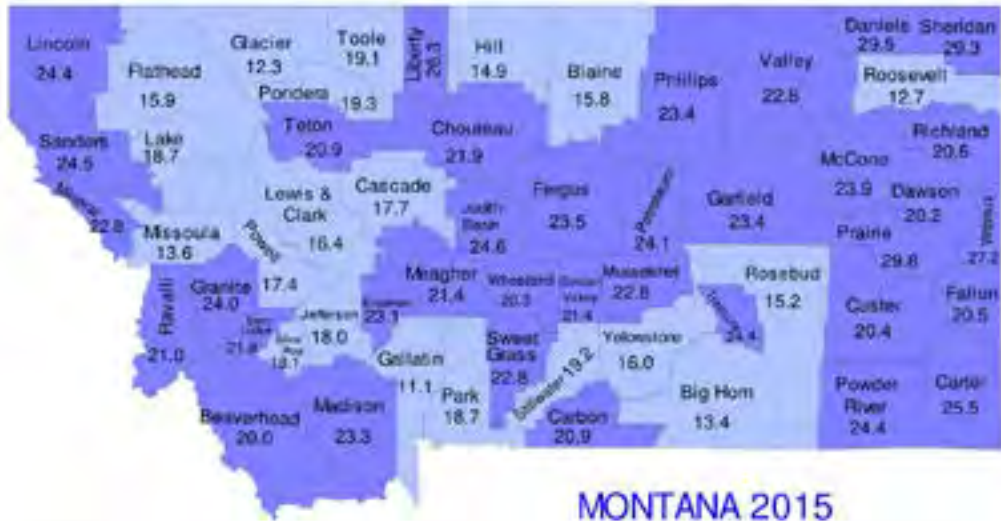 Lincoln
24.4
Flathead
15.9
Glacier
12.3
Toole
19.1
Liberty
26.3
Hill
14.9
Blaine
15.8
Phillips
23.4
Valley
22.8
Daniels
29.5
Sheridan
29.3
Roosevelt
12.7
Pondera
19.3
Teton
20.9
Chouteau
21.9
Richland
20.6
Sanders
24.5
Lake
18.7
McCone
23.9
Dawson
20.2
Lewis &
Clark
16.4
Cascade
17.7
Judith
Basin
24.6
Fergus
23.5
Petroleum
24.1
Garfield
23.4
22.8
Missoula
13.6
Powell
17.4
Prairie
29.8
Wibaux
27.2
Ravalli
21.0
Granite
24.0
Meagher
21.4
Wheatland
20.3
21.4
Musselshell
22.8
Rosebud
15.2
Treasure
24.4
Custer
20.4
Fallon
20.5
Jefferson
18.0
23.1
21.8
18.1
Gallatin
11.1
Park
18.7
Sweet
Grass
22.8
Stillwater 19.2
Yellowstone
16.0
Big Horn
13.4
Carbon
20.9
Beaverhead
20.0
Madison
23.3
Powder
River
24.4
Carter
25.5
MONTANA 2015